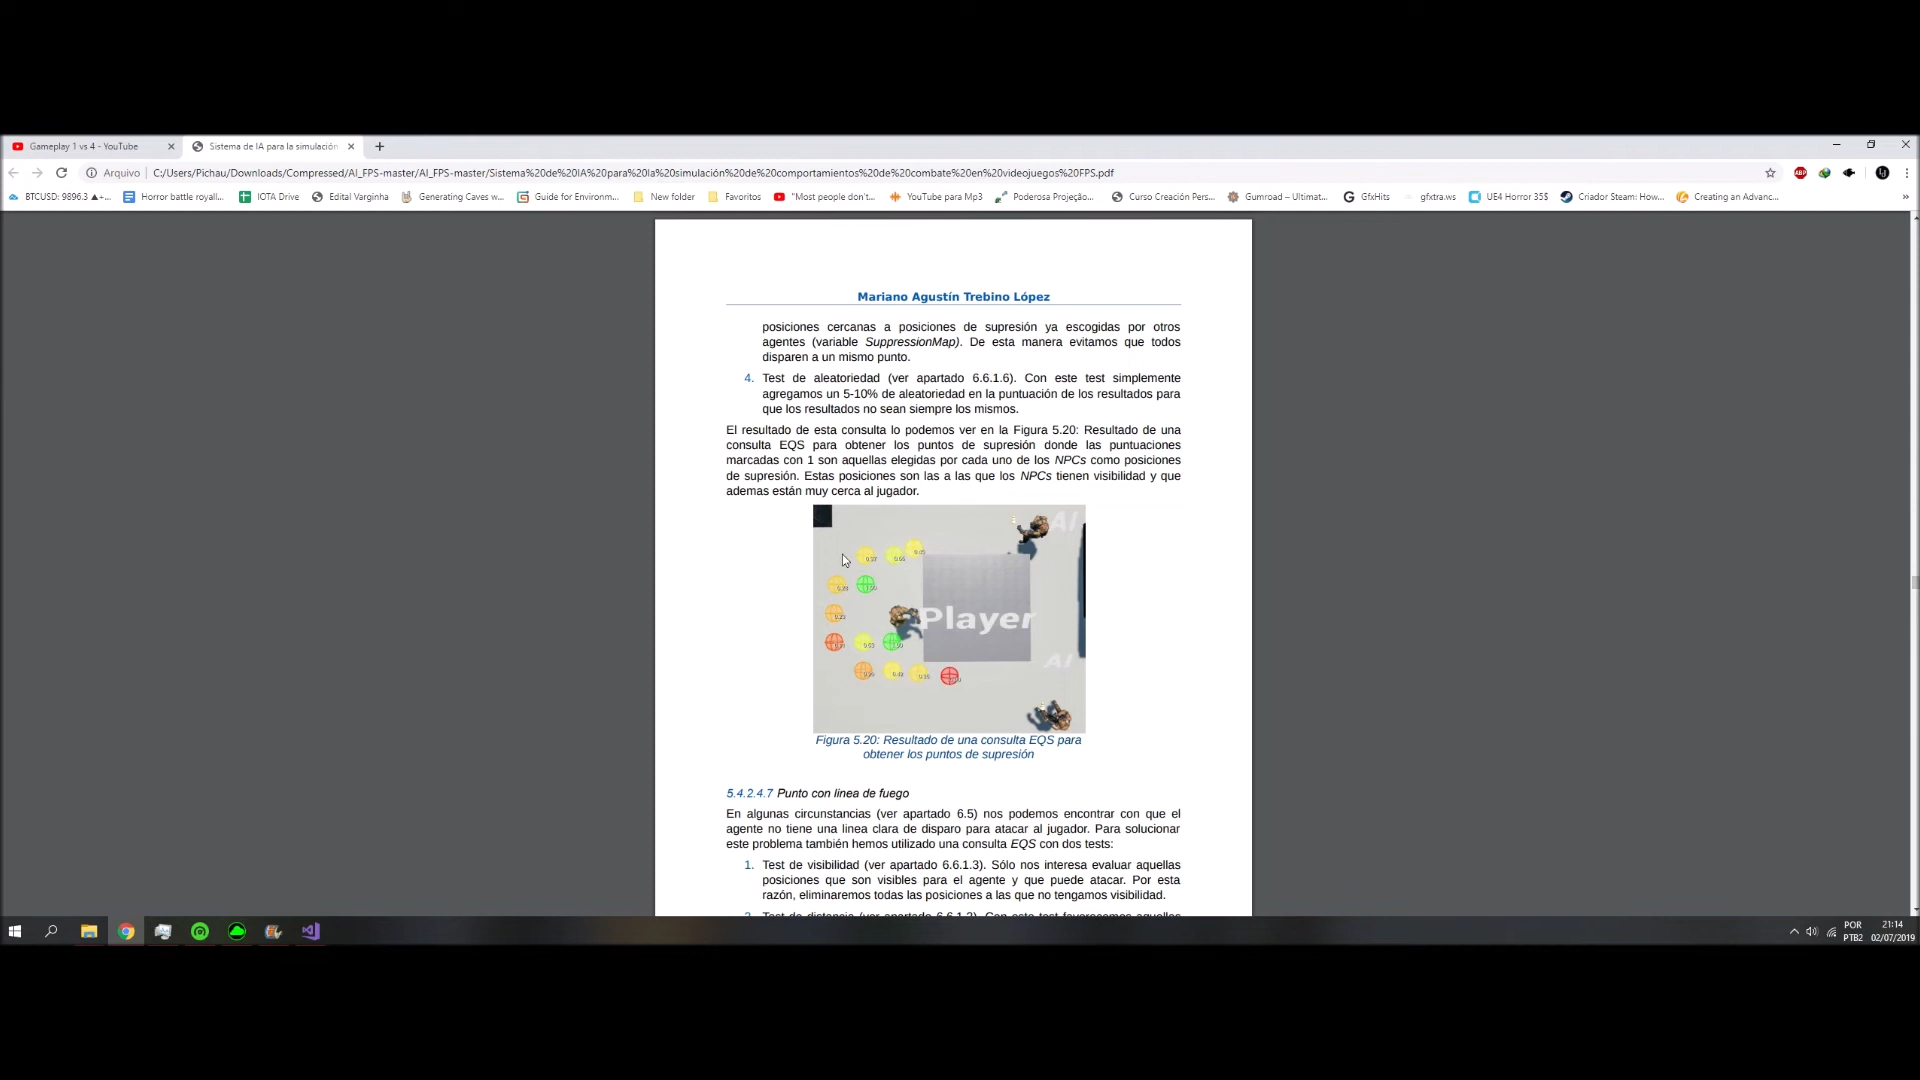 Gameplay 1 vs 4 - YouTube
Sistema de IA para la simulación
Arquivo
C:/Users/Pichau/Downloads/Compressed/AI_FPS-master/AI_FPS-master/Sistema%20de%20IA%20para%20la%20simulación%20de%20comportamientos%20de%20combate%20en%20videojuegos%20FPS.pdf
ABP
BTCUSD: 9896.3 ▲+...
Horror battle royall...
IOTA Drive
Edital Varginha
Generating Caves w...
Guide for Environm...
New folder
Favoritos
"Most people don't...
YouTube para Mp3
Poderosa Projeção...
Curso Creación Pers...
Gumroad – Ultimat...
GfxHits
gfxtra.ws
UE4 Horror 35$
Criador Steam: How...
Creating an Advanc...
»
Mariano Agustín Trebino López
posiciones cercanas a posiciones de supresión ya escogidas por otros
agentes (variable SuppressionMap). De esta manera evitamos que todos
disparen a un mismo punto.
4. Test de aleatoriedad (ver apartado 6.6.1.6). Con este test simplemente
agregamos un 5-10% de aleatoriedad en la puntuación de los resultados para
que los resultados no sean siempre los mismos.
El resultado de esta consulta lo podemos ver en la Figura 5.20: Resultado de una
consulta EQS para obtener los puntos de supresión donde las puntuaciones
marcadas con 1 son aquellas elegidas por cada uno de los NPCs como posiciones
de supresión. Estas posiciones son las a las que los NPCs tienen visibilidad y que
ademas están muy cerca al jugador.
AI
Player
AI
Figura 5.20: Resultado de una consulta EQS para
obtener los puntos de supresión
5.4.2.4.7 Punto con linea de fuego
En algunas circunstancias (ver apartado 6.5) nos podemos encontrar con que el
agente no tiene una linea clara de disparo para atacar al jugador. Para solucionar
este problema también hemos utilizado una consulta EQS con dos tests:
1. Test de visibilidad (ver apartado 6.6.1.3). Sólo nos interesa evaluar aquellas
posiciones que son visibles para el agente y que puede atacar. Por esta
razón, eliminaremos todas las posiciones a las que no tengamos visibilidad.
POR
PTB2
21:14
02/07/2019